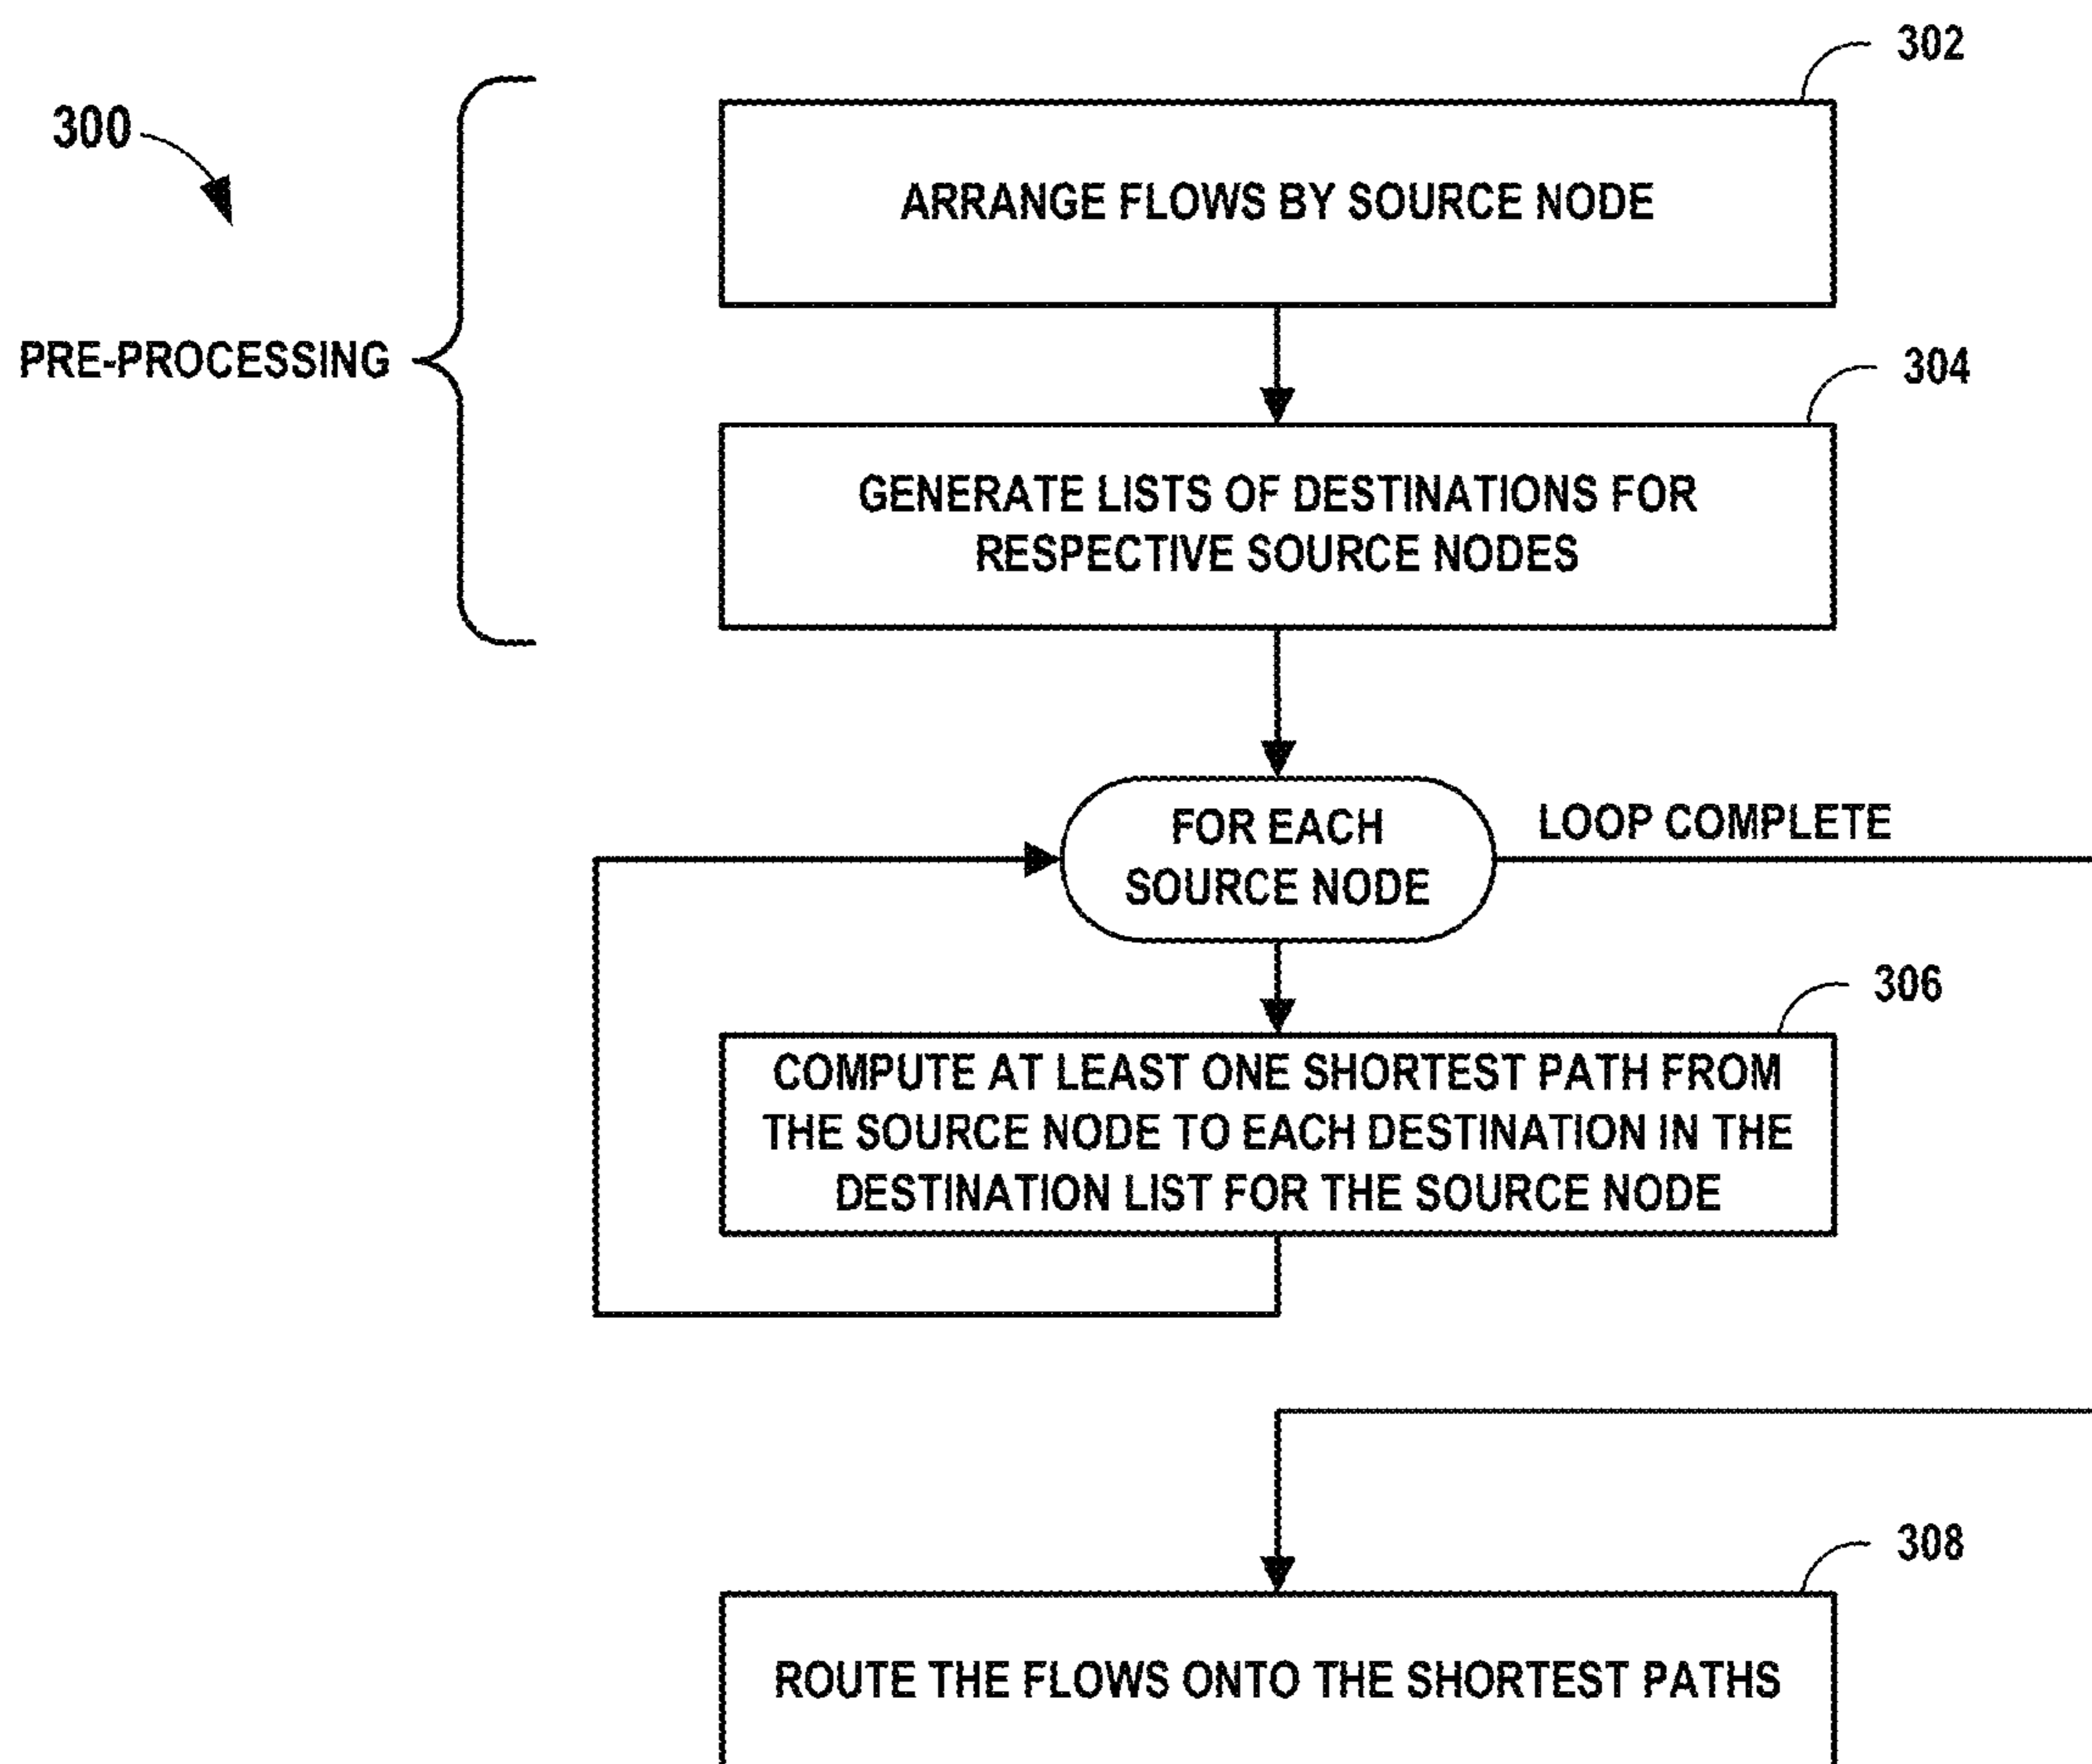 302
300
ARRANGE FLOWS BY SOURCE NODE
PRE-PROCESSING
304
GENERATE LISTS OF DESTINATIONS FOR
RESPECTIVE SOURCE NODES
FOR EACH
SOURCE NODE
LOOP COMPLETE
306
COMPUTE AT LEAST ONE SHORTEST PATH FROM
THE SOURCE NODE TO EACH DESTINATION IN THE
DESTINATION LIST FOR THE SOURCE NODE
308
ROUTE THE FLOWS ONTO THE SHORTEST PATHS